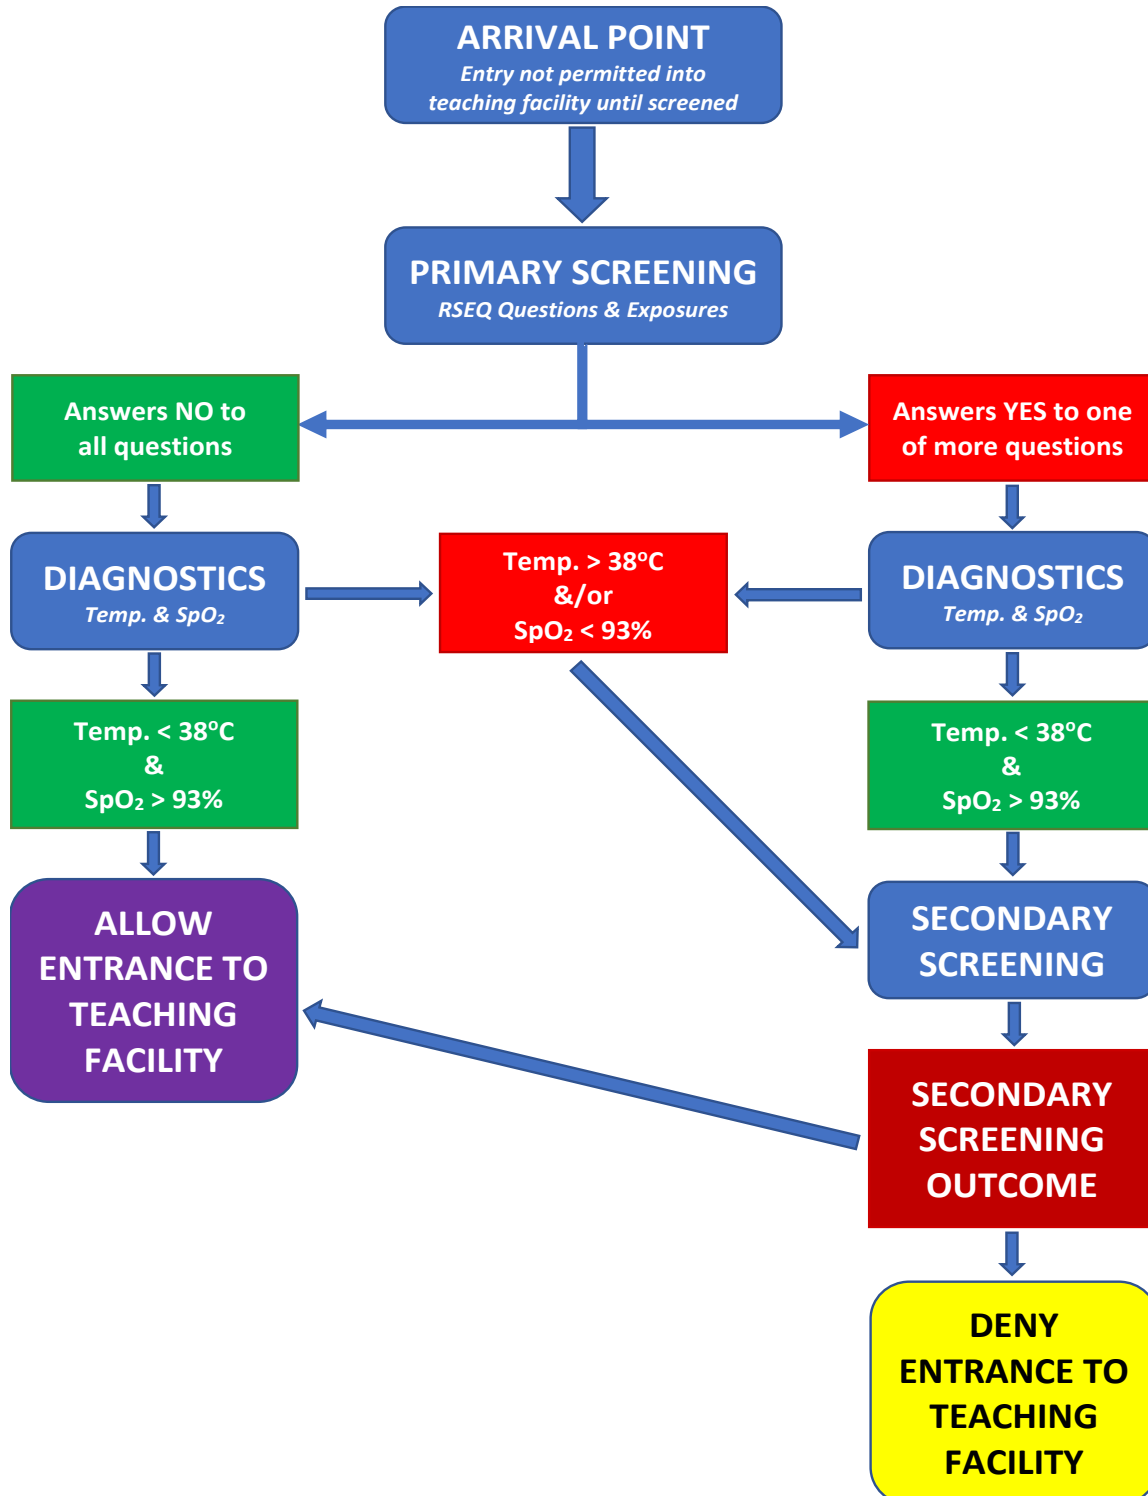 ARRIVAL POINT
Entry not permitted into
teaching facility until screened
PRIMARY SCREENING
RSEQ Questions & Exposures
Answers NO to
all questions
Answers YES to one
of more questions
DIAGNOSTICS
Temp. & SpO₂
Temp. > 38°C
&/or
SpO₂ < 93%
DIAGNOSTICS
Temp. & SpO₂
Temp. < 38°C
&
SpO₂ > 93%
Temp. < 38°C
&
SpO₂ > 93%
ALLOW
ENTRANCE TO
TEACHING
FACILITY
SECONDARY
SCREENING
SECONDARY
SCREENING
OUTCOME
DENY
ENTRANCE TO
TEACHING
FACILITY